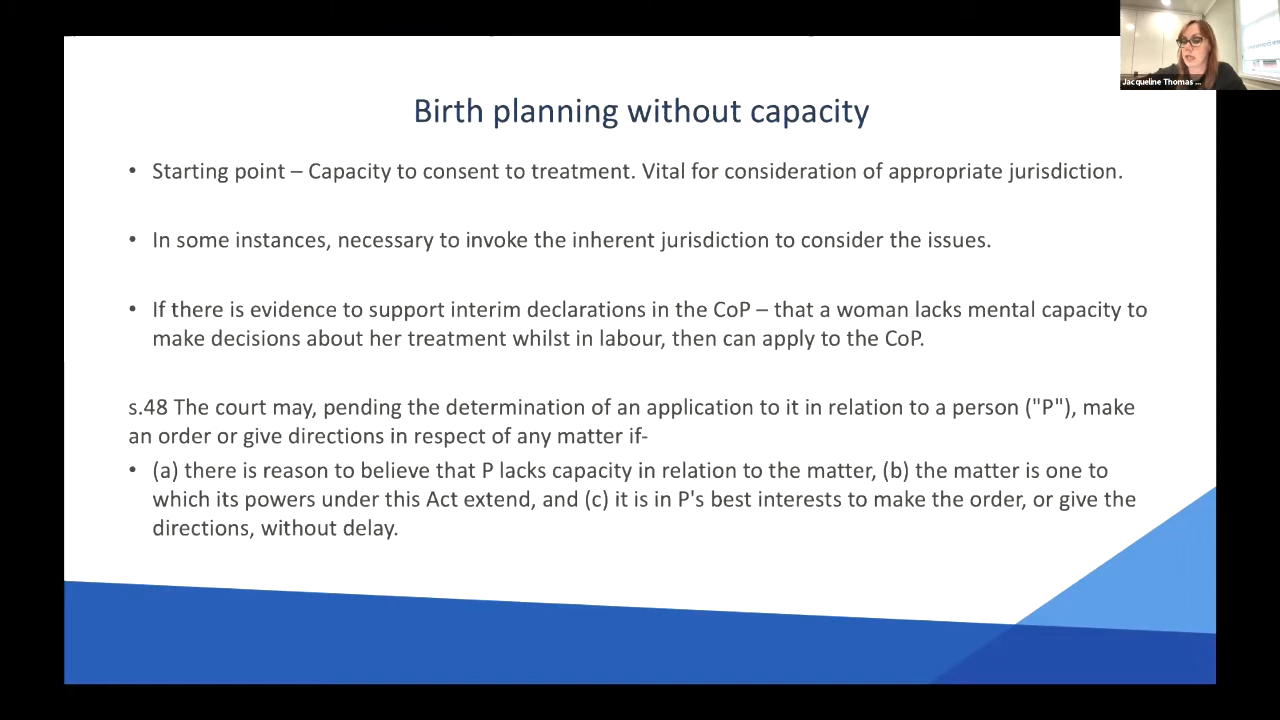 Jacqueline Thomas ...
Birth planning without capacity
• Starting point – Capacity to consent to treatment. Vital for consideration of appropriate jurisdiction.
• In some instances, necessary to invoke the inherent jurisdiction to consider the issues.
• If there is evidence to support interim declarations in the CoP – that a woman lacks mental capacity to
make decisions about her treatment whilst in labour, then can apply to the CoP.
s.48 The court may, pending the determination of an application to it in relation to a person ("P"), make
an order or give directions in respect of any matter if-
• (a) there is reason to believe that P lacks capacity in relation to the matter, (b) the matter is one to
which its powers under this Act extend, and (c) it is in P's best interests to make the order, or give the
directions, without delay.